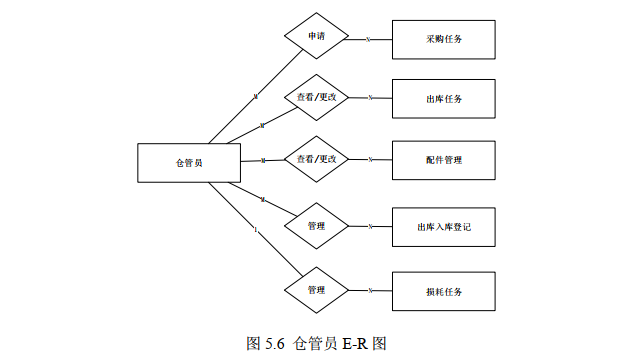 申请
N
采购任务
M
查看/更改
N
出库任务
M
仓管员
M
查看/更改
N
配件管理
M
管理
N
出库入库登记
1
管理
N
损耗任务
图 5.6 仓管员 E-R 图